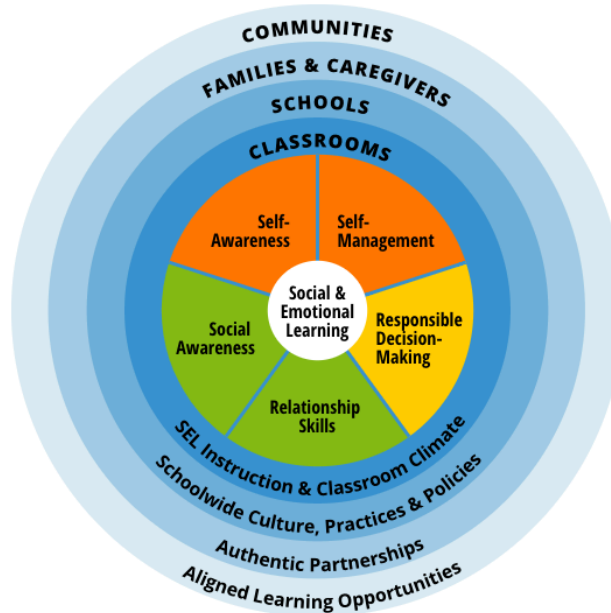 COMMUNITIES
FAMILIES & CAREGIVERS
SCHOOLS
CLASSROOMS
Self-
Awareness
Self-
Management
Social &
Emotional
Learning
Social
Awareness
Responsible
Decision-
Making
Relationship
Skills
SEL Instruction & Classroom Climate
Schoolwide Culture, Practices & Policies
Authentic Partnerships
Aligned Learning Opportunities